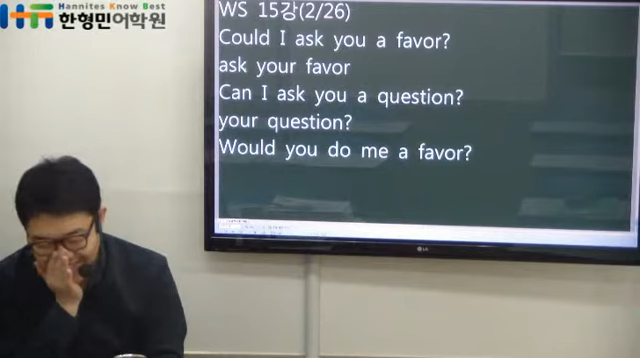 Hannites Know Best
한형민어학원
WS 15강(2/26)
Could I ask you a favor?
ask your favor
Can I ask you a question?
your question?
Would you do me a favor?
LG